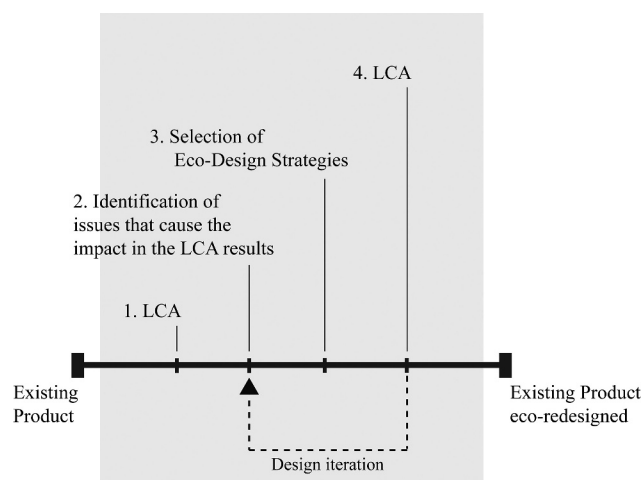 4. LCA
3. Selection of
Eco-Design Strategies
2. Identification of
issues that cause the
impact in the LCA results
1. LCA
Existing
Product
Existing Product
eco-redesigned
Design iteration